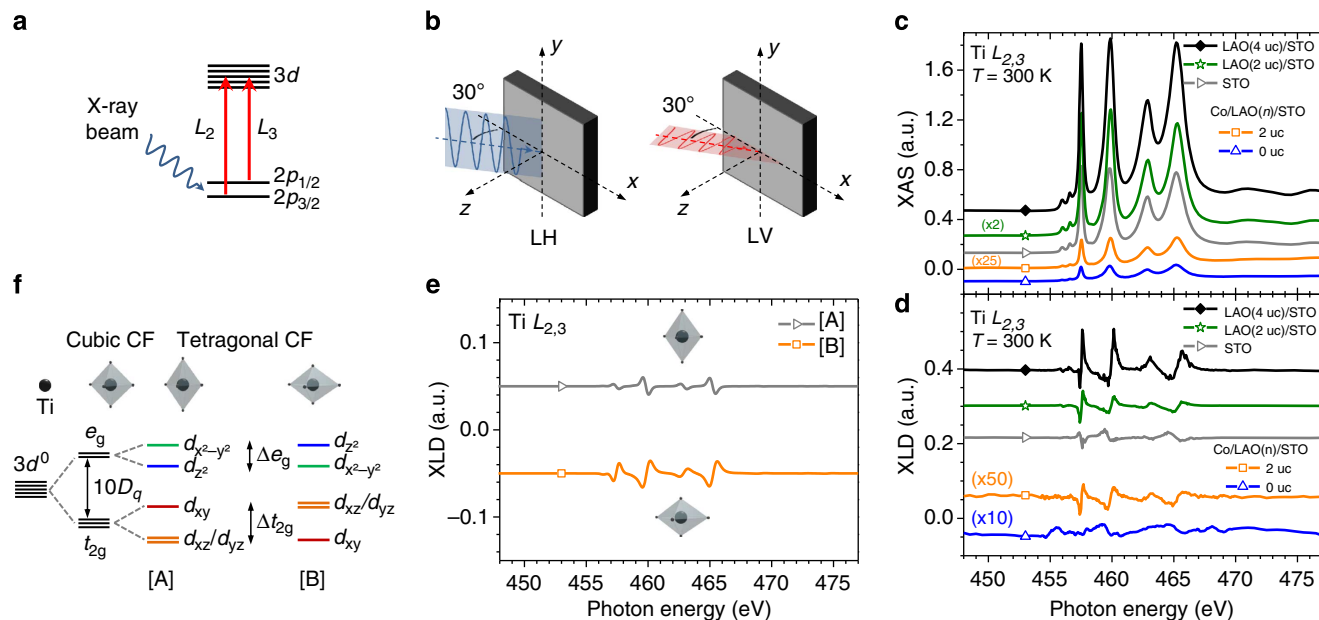 a
X-ray
beam
3d
L2
L3
2p1/2
2p3/2
b
30°
y
x
z
LH
30°
y
x
z
LV
c
Ti L2,3
T = 300 K
LAO(4 uc)/STO
LAO(2 uc)/STO
STO
Co/LAO(n)/STO
2 uc
0 uc
(x2)
(x25)
XAS (a.u.)
1.6
1.2
0.8
0.4
0.0
450 455 460 465 470 475
f
Cubic CF
Tetragonal CF
Ti
3d⁰
eg
10Dq
t2g
dx²−y²
dz²
dxy
dxz/dyz
[A]
Δeg
Δt2g
dz²
dx²−y²
dxz/dyz
dxy
[B]
e
Ti L2,3
[A]
[B]
XLD (a.u.)
0.1
0.0
−0.1
450 455 460 465 470 475
Photon energy (eV)
d
Ti L2,3
T = 300 K
LAO(4 uc)/STO
LAO(2 uc)/STO
STO
Co/LAO(n)/STO
2 uc
0 uc
(x50)
(x10)
XLD (a.u.)
0.4
0.2
0.0
450 455 460 465 470 475
Photon energy (eV)